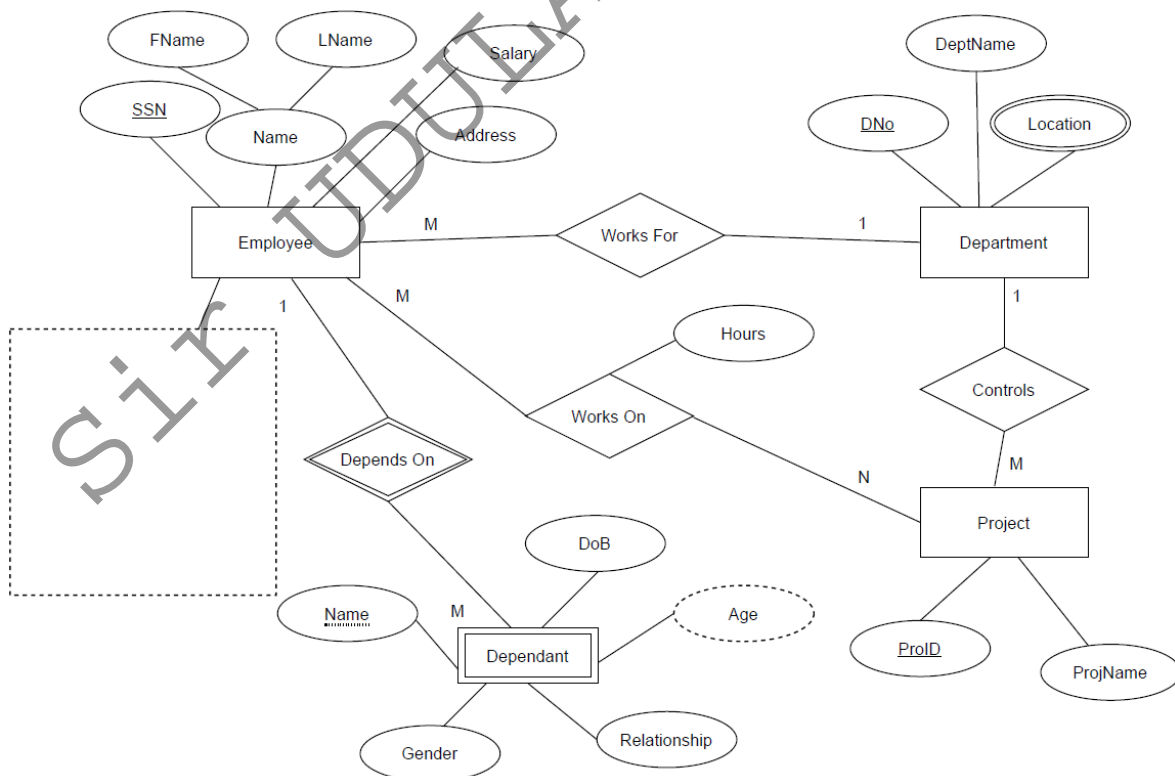 FName
LName
Salary
DeptName
SSN
Name
Address
DNo
Location
Employee
M
Works For
1
Department
1
M
1
Hours
Works On
Controls
Depends On
N
M
Project
DoB
Name
M
Age
Dependant
ProID
ProjName
Gender
Relationship
Sir